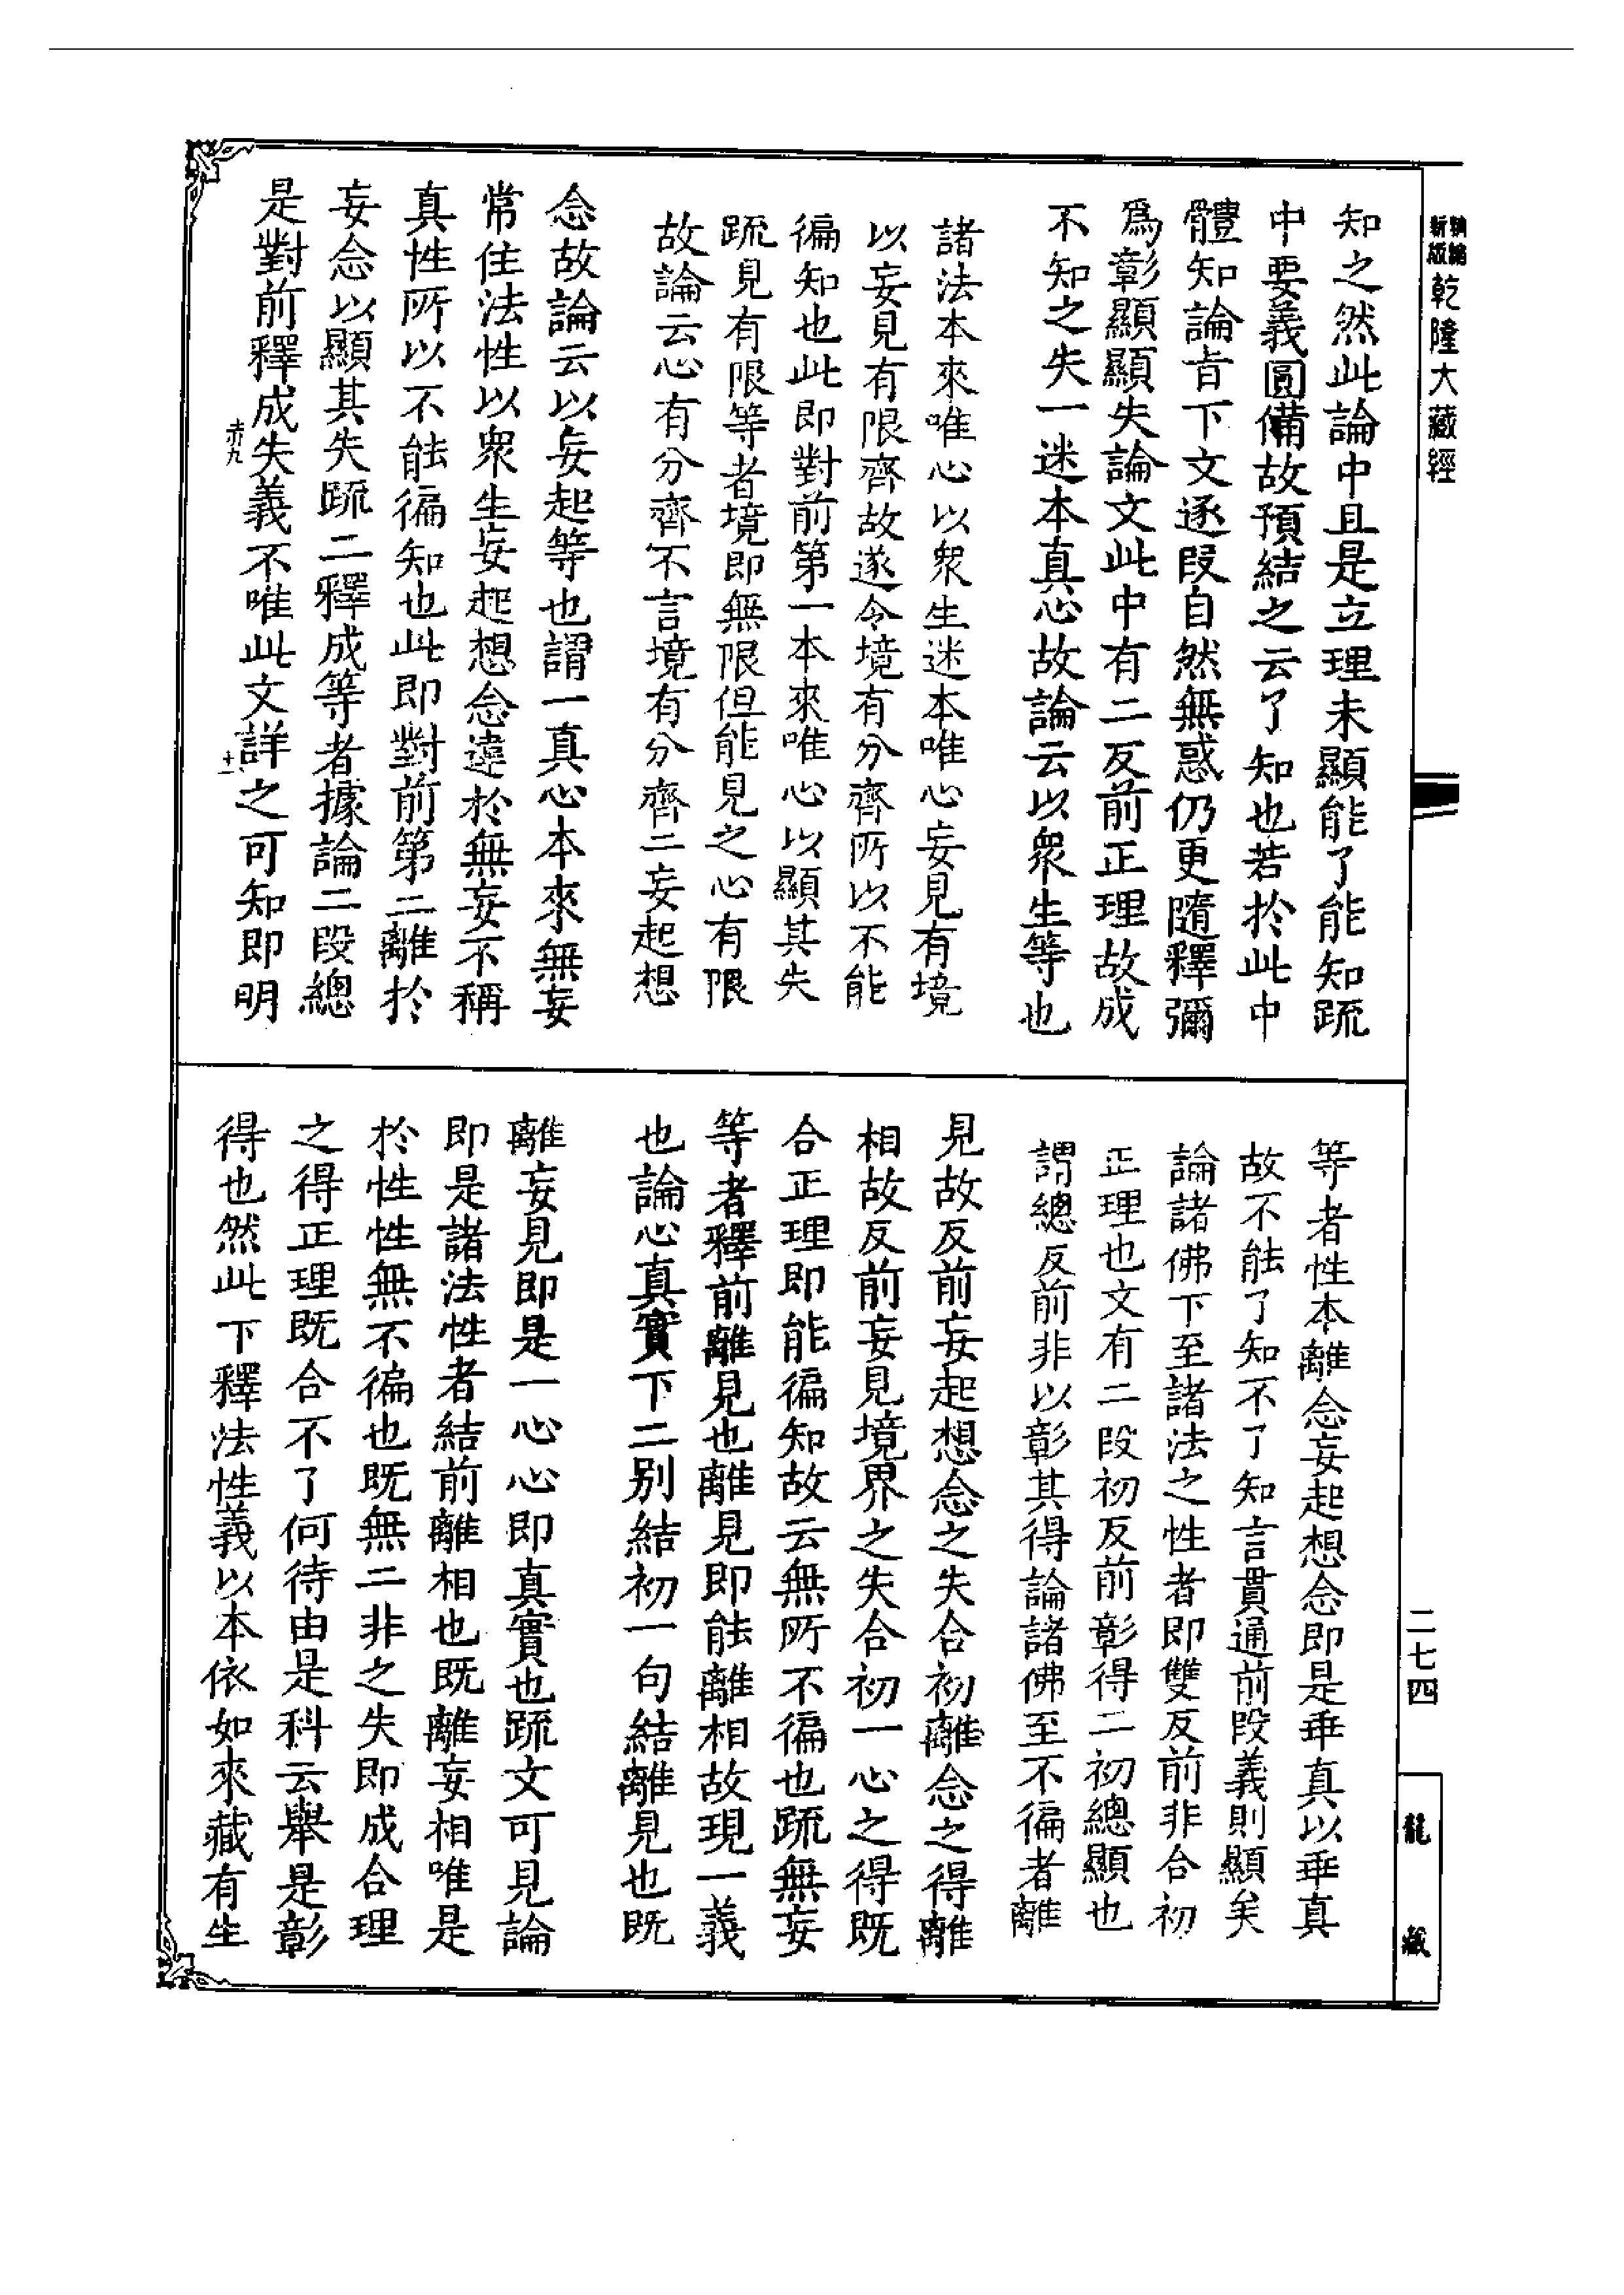 新版
精編
乾隆大藏經
知之然此論中且是立理未顯能了能知疏
中要義圓備故預結之云了知也若於此中
體知論旨下文逐段自然無惑仍更隨釋彌
爲彰顯顯失論文此中有二反前正理故成
不知之失一迷本真心故論云以衆生等也
諸法本來唯心以衆生迷本唯心妄見有境
以妄見有限齊故遂令境有分齊所以不能
徧知也此即對前第一本來唯心以顯其失
疏見有限等者境即無限但能見之心有限
故論云心有分齊不言境有分齊二妄起想
念故論云以妄起等也謂一真心本來無妄
常住法性以衆生妄起想念違於無妄不稱
真性所以不能徧知也此即對前第二離於
妄念以顯其失疏二釋成等者據論二段總
是對前釋成失義不唯此文詳之可知即明
十一
等者性本離念妄起想念即是乖真以乖真
故不能了知不了知言貫通前段義則顯矣
論諸佛下至諸法之性者即雙反前非合初
正理也文有二段初反前彰得二初總顯也
謂總反前非以彰其得論諸佛至不徧者離
見故反前妄起想念之失合初離念之得離
相故反前妄見境界之失合初一心之得既
合正理即能徧知故云無所不徧也疏無妄
等者釋前離見也離見即能離相故現一義
也論心真實下二别結初一句結離見也既
離妄見即是一心心即真實也疏文可見論
即是諸法性者結前離相也既離妄相唯是
於性性無不徧也既無二非之失即成合理
之得正理既合不了何待由是科云舉是彰
得也然此下釋法性義以本依如來藏有生
二七四
龍藏